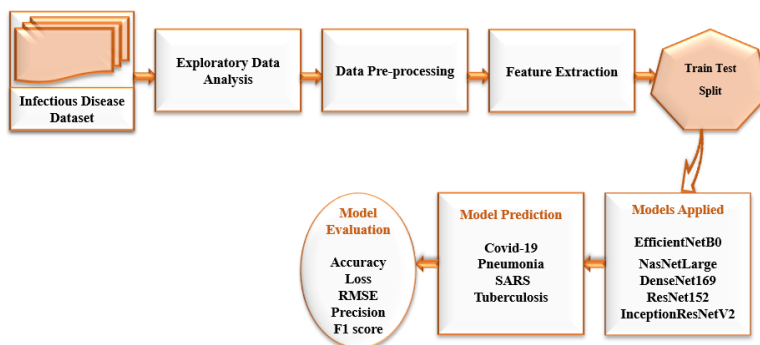 Infectious Disease
Dataset
Exploratory Data
Analysis
Data Pre-processing
Feature Extraction
Train Test
Split
Models Applied
EfficientNetB0
NasNetLarge
DenseNet169
ResNet152
InceptionResNetV2
Model Prediction
Covid-19
Pneumonia
SARS
Tuberculosis
Model
Evaluation
Accuracy
Loss
RMSE
Precision
F1 score